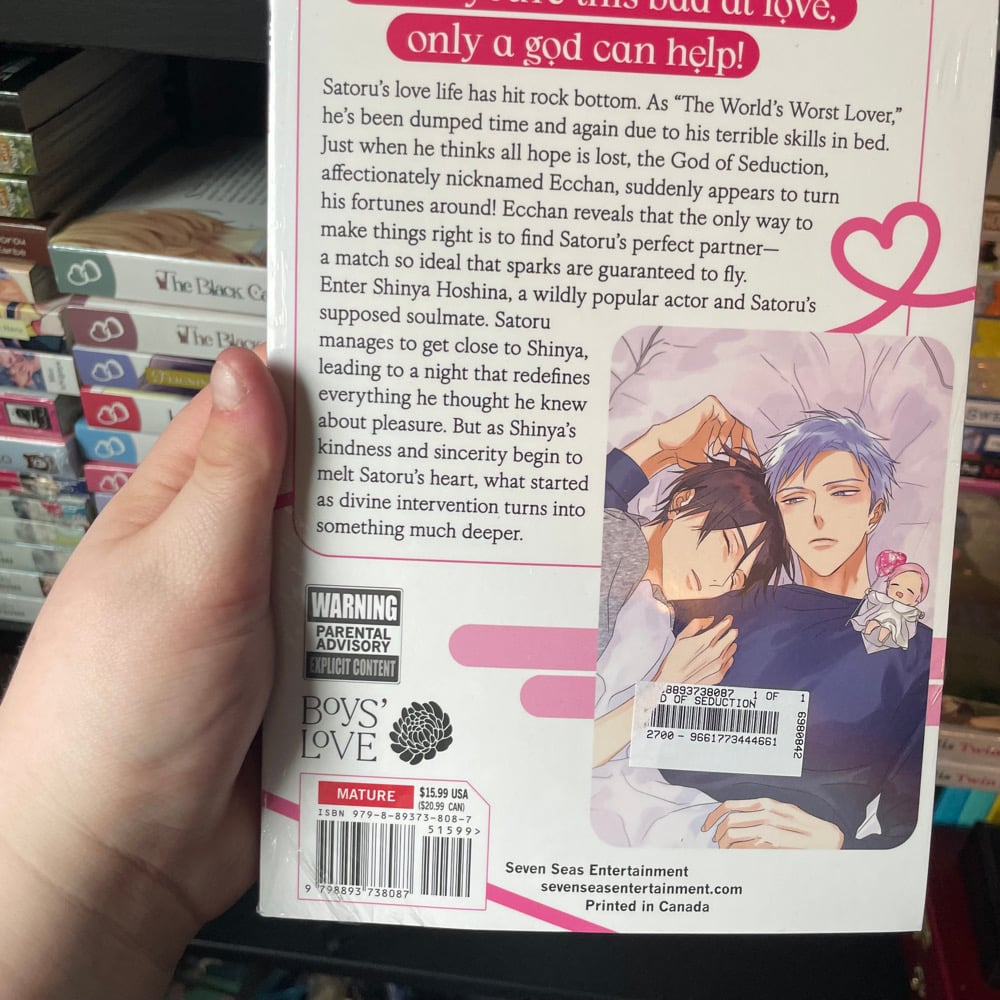 this bad at love,
only a god can help!
Satoru's love life has hit rock bottom. As “The World's Worst Lover,”
he's been dumped time and again due to his terrible skills in bed.
Just when he thinks all hope is lost, the God of Seduction,
affectionately nicknamed Ecchan, suddenly appears to turn
his fortunes around! Ecchan reveals that the only way to
make things right is to find Satoru's perfect partner—
a match so ideal that sparks are guaranteed to fly.
Enter Shinya Hoshina, a wildly popular actor and Satoru's
supposed soulmate. Satoru
manages to get close to Shinya,
leading to a night that redefines
everything he thought he knew
about pleasure. But as Shinya's
kindness and sincerity begin to
melt Satoru's heart, what started
as divine intervention turns into
something much deeper.
WARNING
PARENTAL
ADVISORY
EXPLICIT CONTENT
BOYS'
LOVE
MATURE
$15.99 USA
($20.99 CAN)
ISBN 979-8-89373-808-7
51599>
9 798893 738087
8893738087 1 OF 1
D OF SEDUCTION
2700 - 9661773444661
6980842
Seven Seas Entertainment
sevenseasentertainment.com
Printed in Canada
The Black
The Black